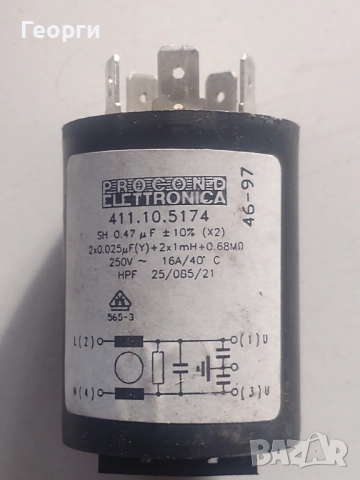 Георги
PROCOND
ELETTRONICA
411.10.5174
46-97
SH 0.47 µF ±10% (X2)
2x0.025µF(Y)+2x1mH+0.68MΩ
250V ~ 16A/40° C
HPF 25/085/21
565-3
L(2) (1)U
N(4) (3)U
BAZAR